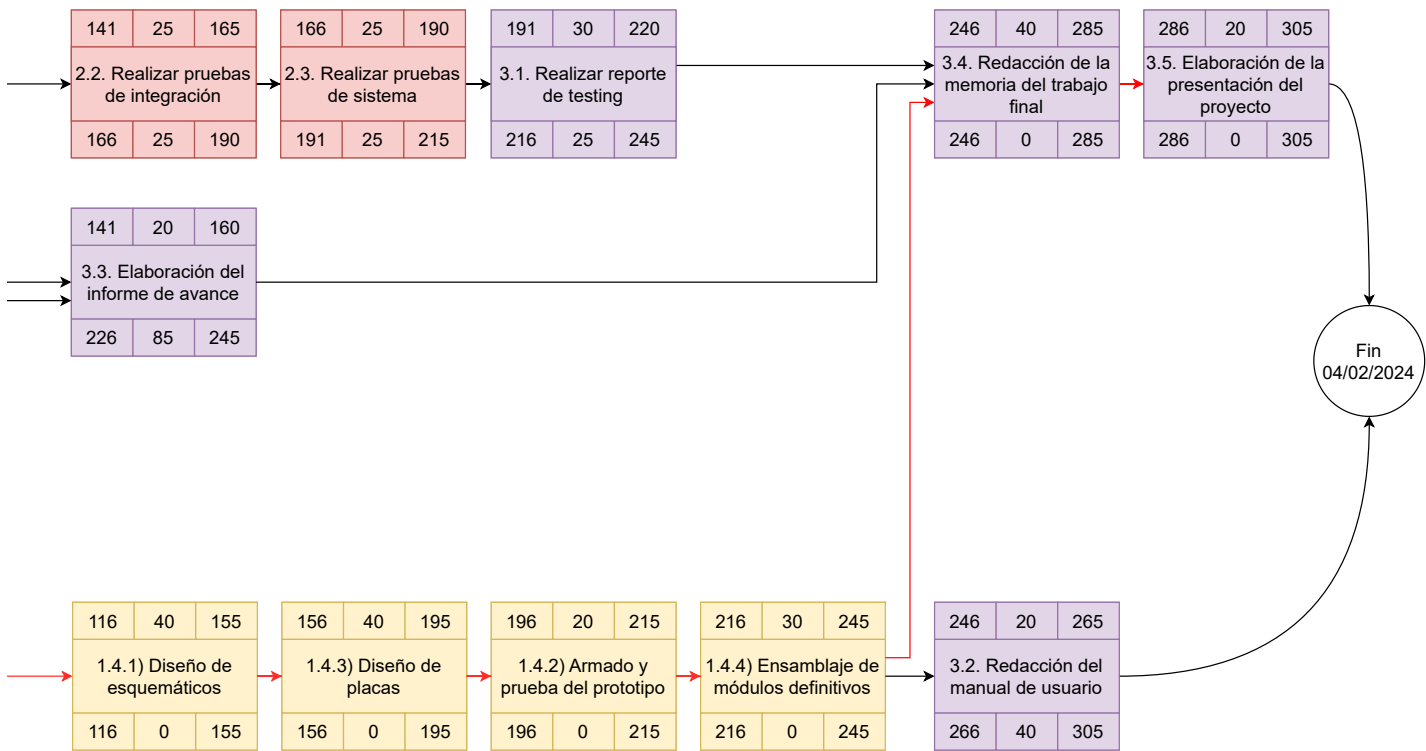 141 25 165
2.2. Realizar pruebas
de integración
166 25 190
166 25 190
2.3. Realizar pruebas
de sistema
191 25 215
191 30 220
3.1. Realizar reporte
de testing
216 25 245
246 40 285
3.4. Redacción de la
memoria del trabajo
final
246 0 285
286 20 305
3.5. Elaboración de la
presentación del
proyecto
286 0 305
141 20 160
3.3. Elaboración del
informe de avance
226 85 245
Fin
04/02/2024
116 40 155
1.4.1) Diseño de
esquemáticos
116 0 155
156 40 195
1.4.3) Diseño de
placas
156 0 195
196 20 215
1.4.2) Armado y
prueba del prototipo
196 0 215
216 30 245
1.4.4) Ensamblaje de
módulos definitivos
216 0 245
246 20 265
3.2. Redacción del
manual de usuario
266 40 305